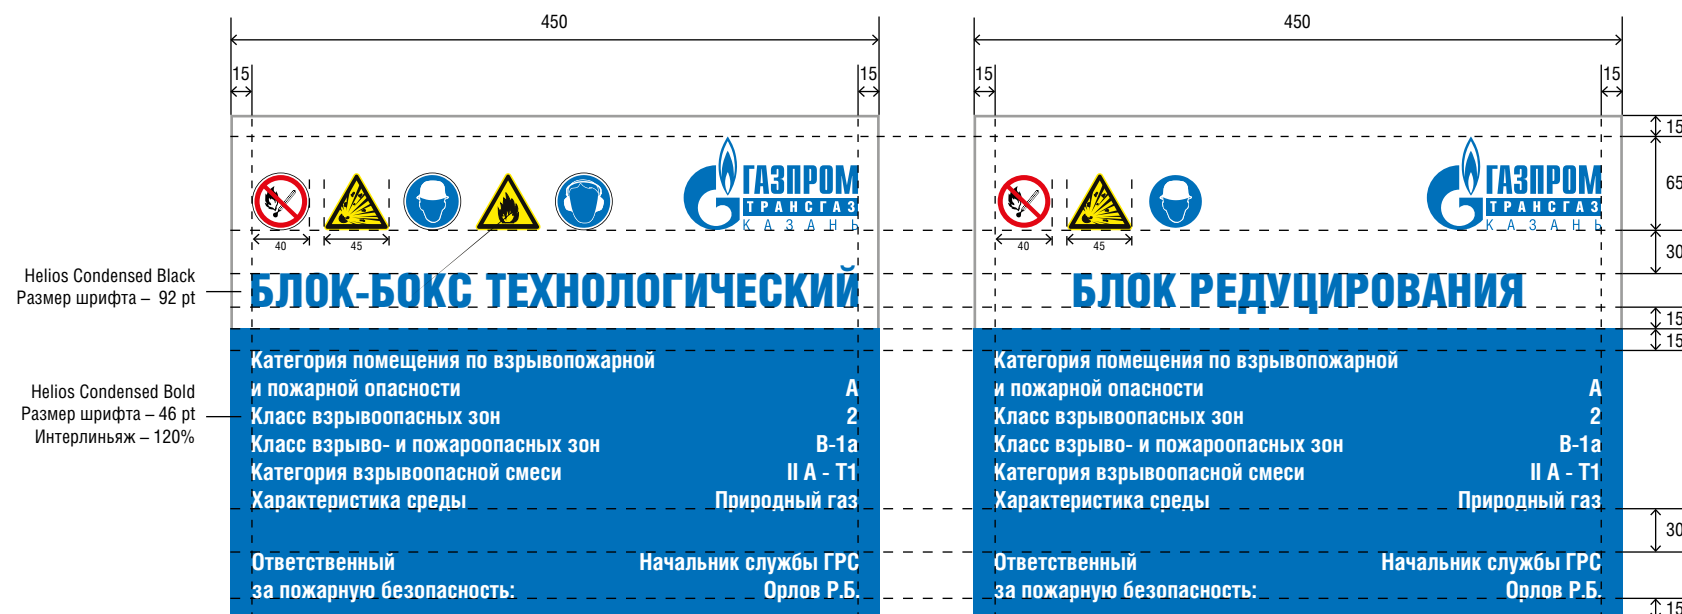 450
450
15
15
15
15
15
65
30
15
15
30
15
ГАЗПРОМ
ТРАНСГАЗ
КАЗАНЬ
40
45
ГАЗПРОМ
ТРАНСГАЗ
КАЗАНЬ
40
45
Helios Condensed Black
Размер шрифта – 92 pt
БЛОК-БОКС ТЕХНОЛОГИЧЕСКИЙ
БЛОК РЕДУЦИРОВАНИЯ
Helios Condensed Bold
Размер шрифта – 46 pt
Интерлиньяж – 120%
Категория помещения по взрывопожарной
и пожарной опасности А
Класс взрывоопасных зон 2
Класс взрыво- и пожароопасных зон В-1а
Категория взрывоопасной смеси II А - Т1
Характеристика среды Природный газ
Ответственный Начальник службы ГРС
за пожарную безопасность: Орлов Р.Б.
Категория помещения по взрывопожарной
и пожарной опасности А
Класс взрывоопасных зон 2
Класс взрыво- и пожароопасных зон В-1а
Категория взрывоопасной смеси II А - Т1
Характеристика среды Природный газ
Ответственный Начальник службы ГРС
за пожарную безопасность: Орлов Р.Б.